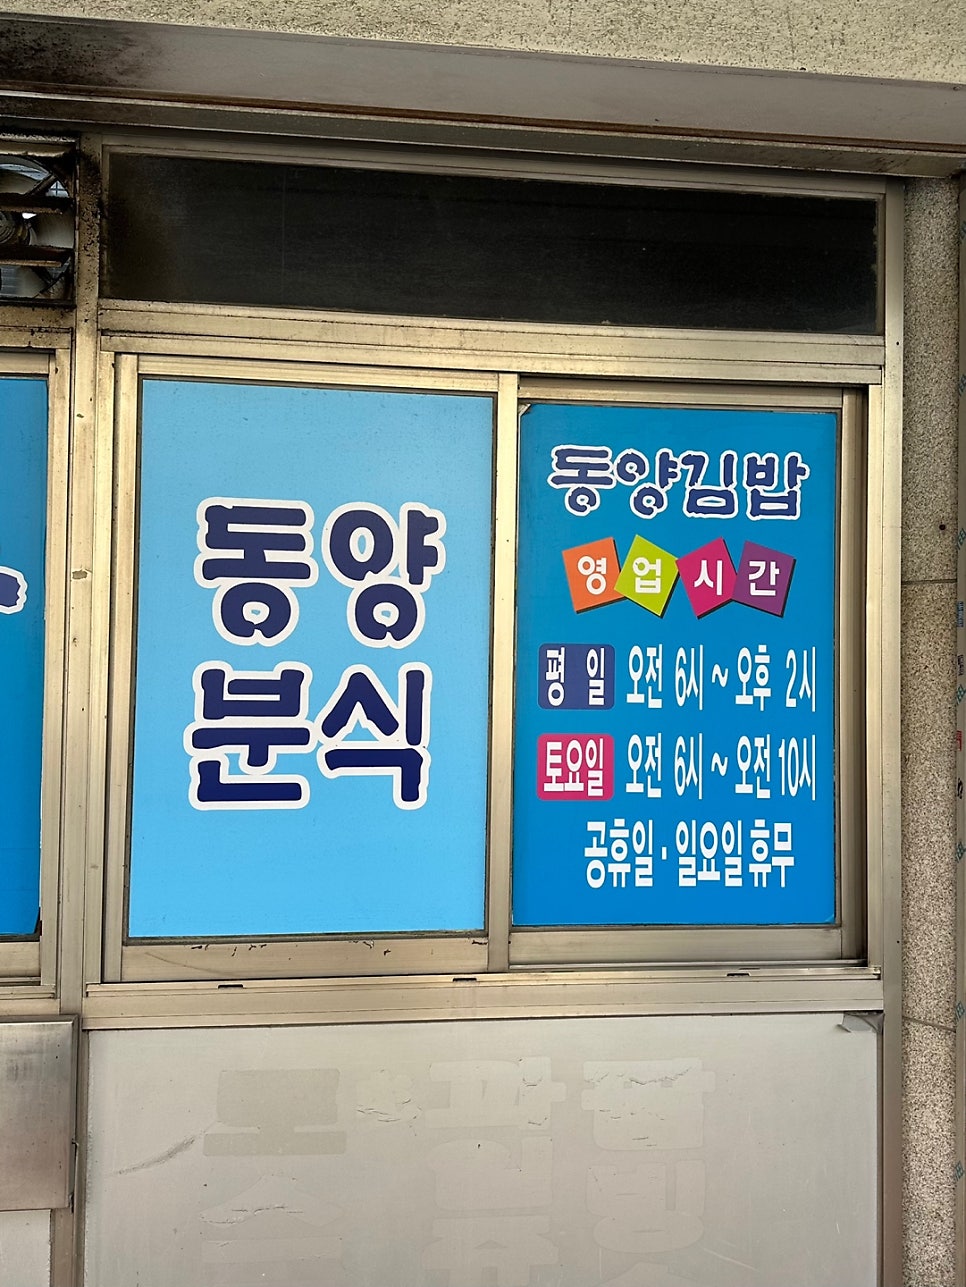 동양
분식
동양김밥
영업시간
평일 오전 6시 ~ 오후 2시
토요일 오전 6시 ~ 오전 10시
공휴일 · 일요일 휴무